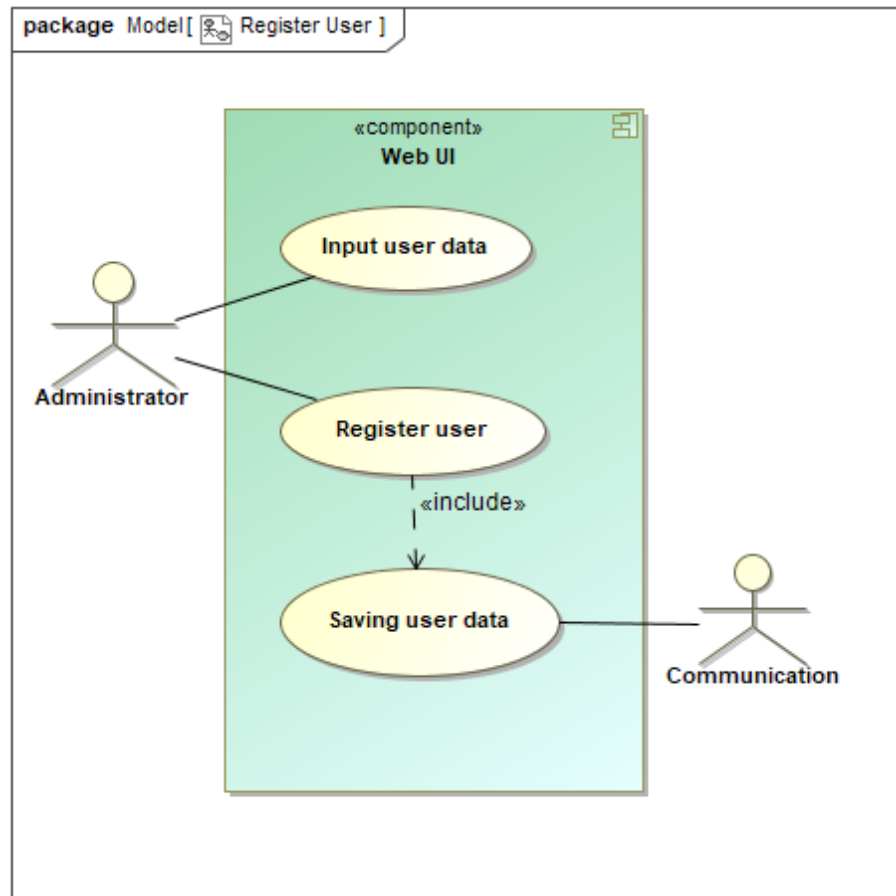 package Model[ Register User ]
«component»
Web UI
Input user data
Administrator
Register user
«include»
Saving user data
Communication